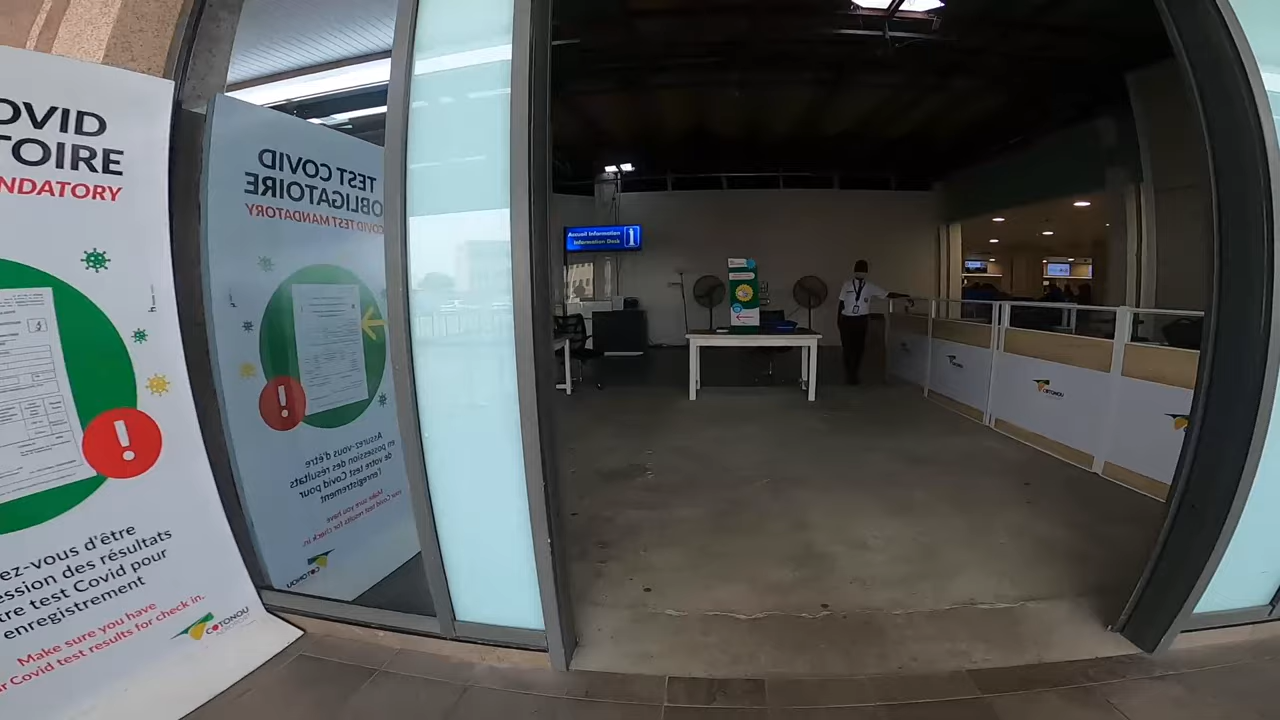 OVID
TOIRE
NDATORY
ez-vous d'être
ession des résultats
tre test Covid pour
enregistrement
Make sure you have
ur Covid test results for check in.
COTONOU
TEST COVID
OBLIGATOIRE
COVID TEST MANDATORY
Assurez-vous d'être
en possession des résultats
de votre test Covid pour
l'enregistrement
Make sure you have
your Covid test results for check in.
COTONOU
Accueil Information
Information Desk
i
COTONOU